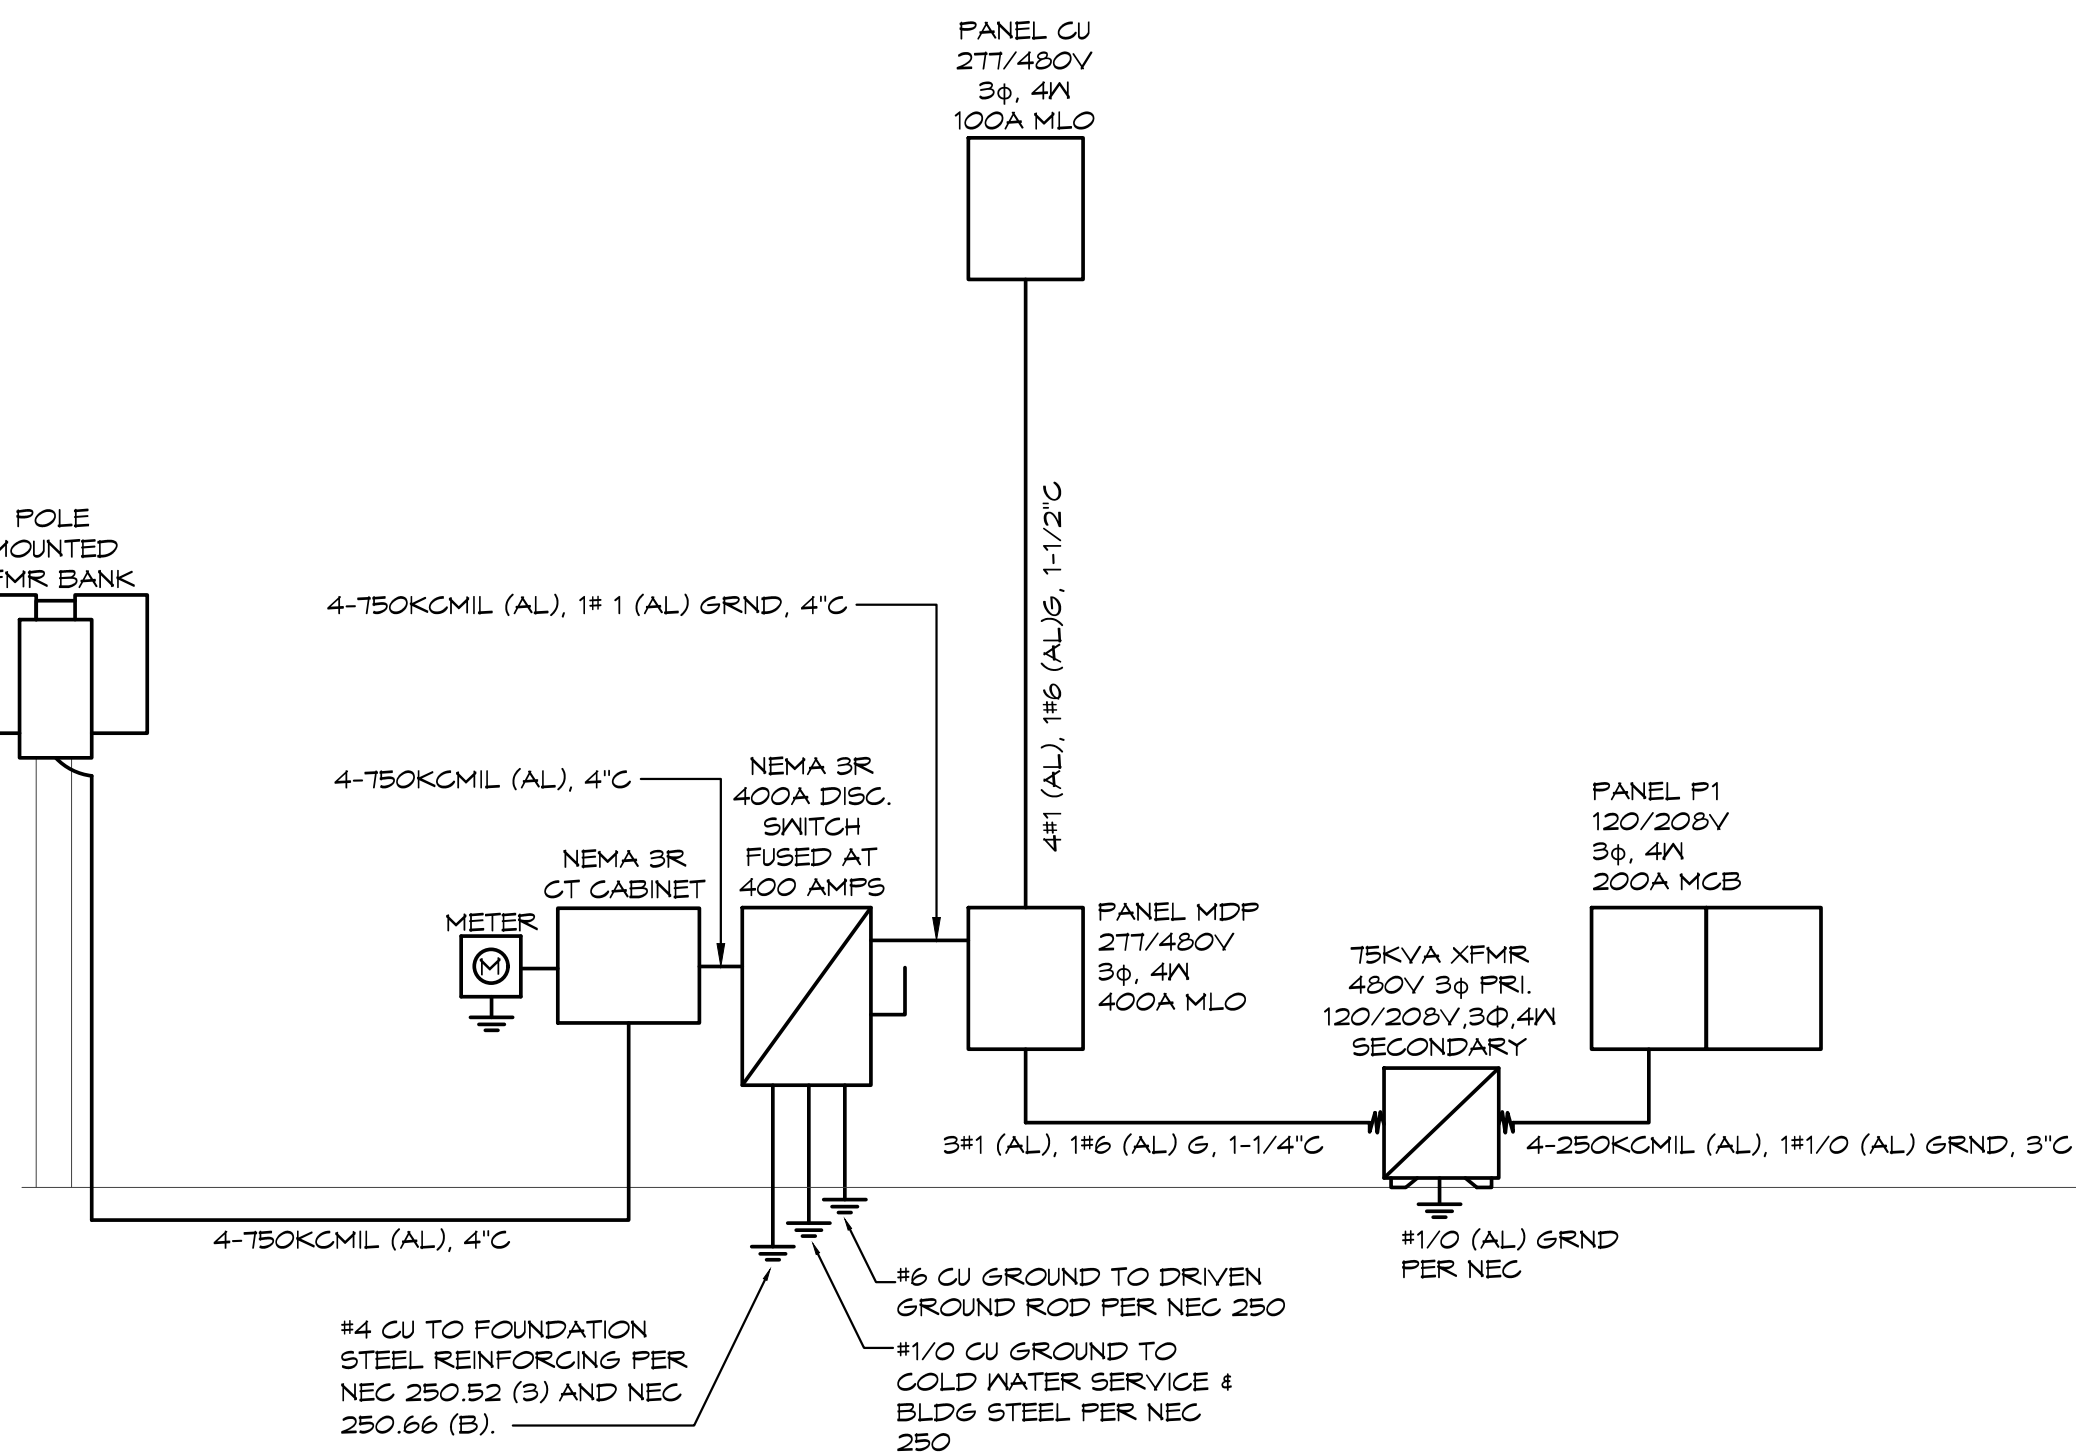 PANEL CU
277/480V
3ϕ, 4W
100A MLO
POLE
MOUNTED
XFMR BANK
4-750KCMIL (AL), 1# 1 (AL) GRND, 4"C
4#1 (AL), 1#6 (AL)G, 1-1/2"C
4-750KCMIL (AL), 4"C
NEMA 3R
400A DISC.
SWITCH
FUSED AT
400 AMPS
NEMA 3R
CT CABINET
METER
M
PANEL MDP
277/480V
3ϕ, 4W
400A MLO
75KVA XFMR
480V 3ϕ PRI.
120/208V,3Φ,4W
SECONDARY
PANEL P1
120/208V
3ϕ, 4W
200A MCB
3#1 (AL), 1#6 (AL) G, 1-1/4"C
4-250KCMIL (AL), 1#1/0 (AL) GRND, 3"C
4-750KCMIL (AL), 4"C
#1/0 (AL) GRND
PER NEC
#6 CU GROUND TO DRIVEN
GROUND ROD PER NEC 250
#1/0 CU GROUND TO
COLD WATER SERVICE &
BLDG STEEL PER NEC
250
#4 CU TO FOUNDATION
STEEL REINFORCING PER
NEC 250.52 (3) AND NEC
250.66 (B).